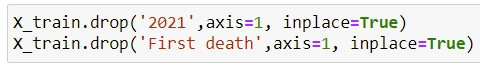 X_train.drop('2021',axis=1, inplace=True)
X_train.drop('First death',axis=1, inplace=True)